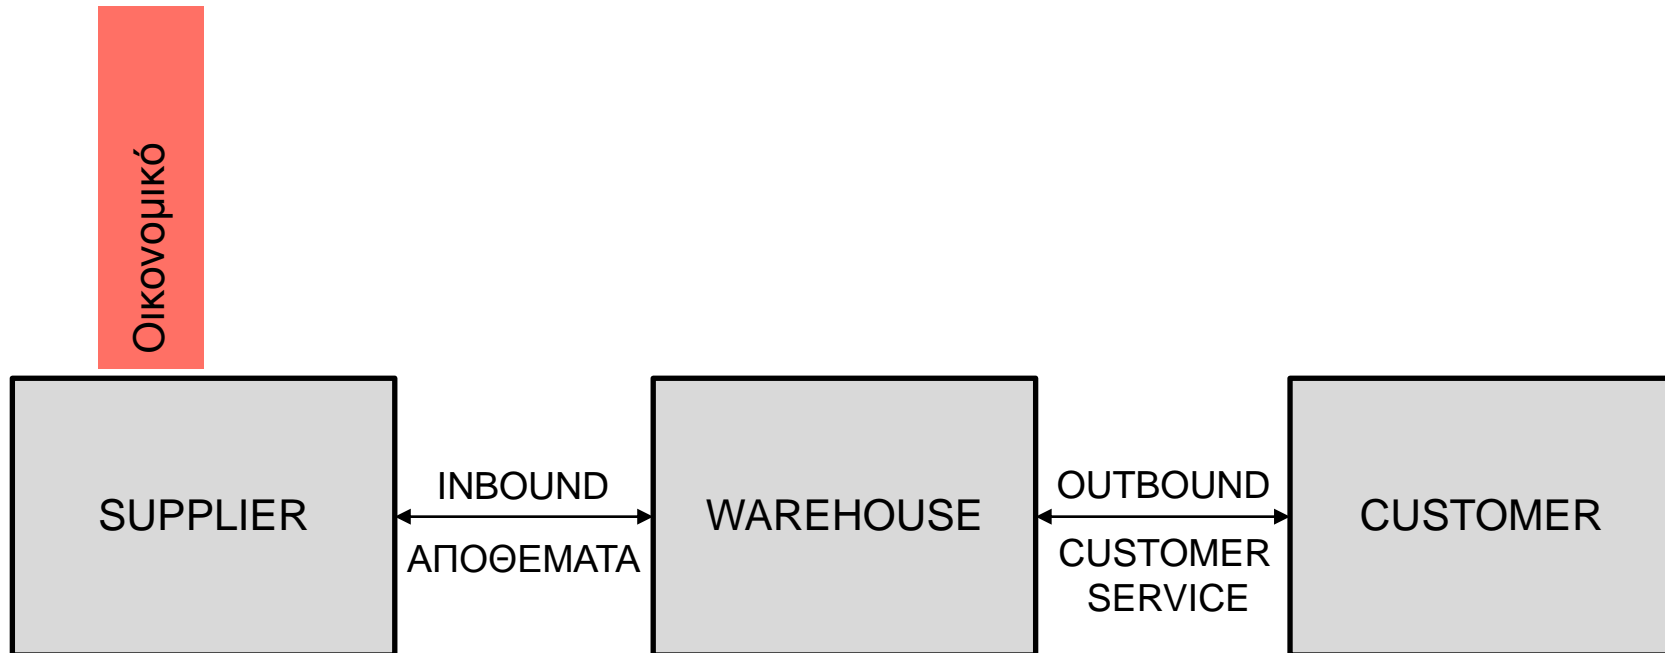 Οικονομικό
SUPPLIER
INBOUND
ΑΠΟΘΕΜΑΤΑ
WAREHOUSE
OUTBOUND
CUSTOMER
SERVICE
CUSTOMER